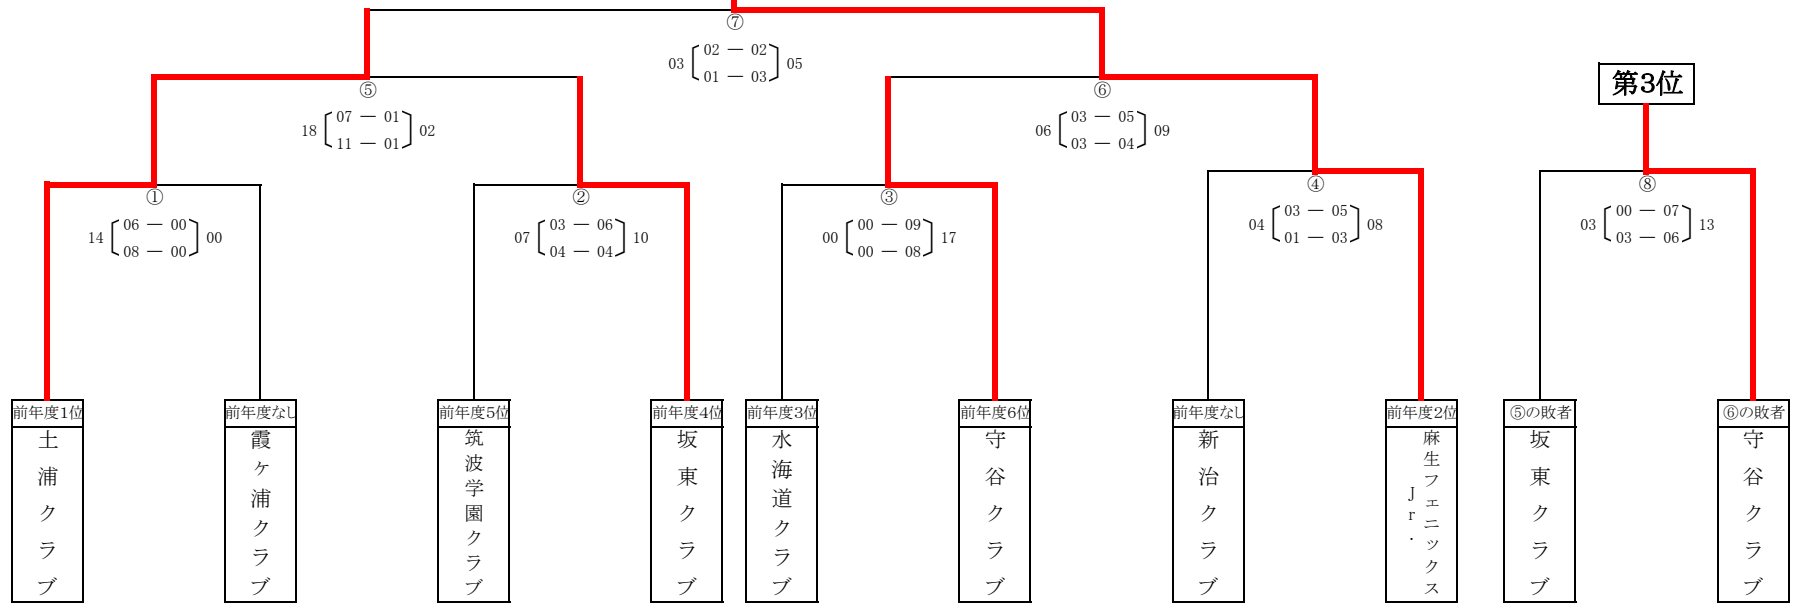 ⑦
02 － 02
03 05
01 － 03
⑤
07 － 01
18 02
11 － 01
⑥
03 － 05
06 09
03 － 04
第3位
①
06 － 00
14 00
08 － 00
②
03 － 06
07 10
04 － 04
③
00 － 09
00 17
00 － 08
④
03 － 05
04 08
01 － 03
⑧
00 － 07
03 13
03 － 06
前年度1位
土浦クラブ
前年度なし
霞ヶ浦クラブ
前年度5位
筑波学園クラブ
前年度4位
坂東クラブ
前年度3位
水海道クラブ
前年度6位
守谷クラブ
前年度なし
新治クラブ
前年度2位
麻生フェニックス
Jr.
⑤の敗者
坂東クラブ
⑥の敗者
守谷クラブ